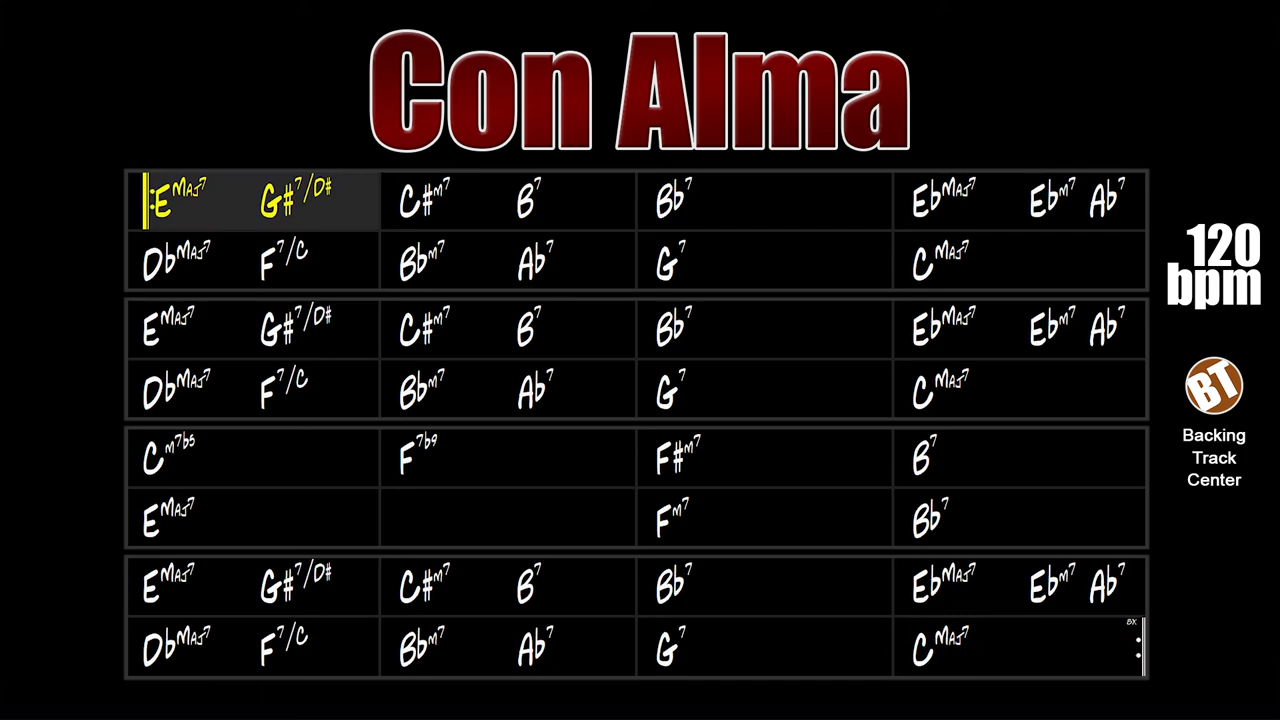 Con Alma
EMAJ7 G#7/D# C#m7 B7 Bb7 EbMAJ7 Ebm7 Ab7
DbMAJ7 F7/C Bbm7 Ab7 G7 CMAJ7
EMAJ7 G#7/D# C#m7 B7 Bb7 EbMAJ7 Ebm7 Ab7
DbMAJ7 F7/C Bbm7 Ab7 G7 CMAJ7
Cm7b5 F7b9 F#m7 B7
EMAJ7 Fm7 Bb7
EMAJ7 G#7/D# C#m7 B7 Bb7 EbMAJ7 Ebm7 Ab7
DbMAJ7 F7/C Bbm7 Ab7 G7 CMAJ7
120
bpm
BT
Backing
Track
Center